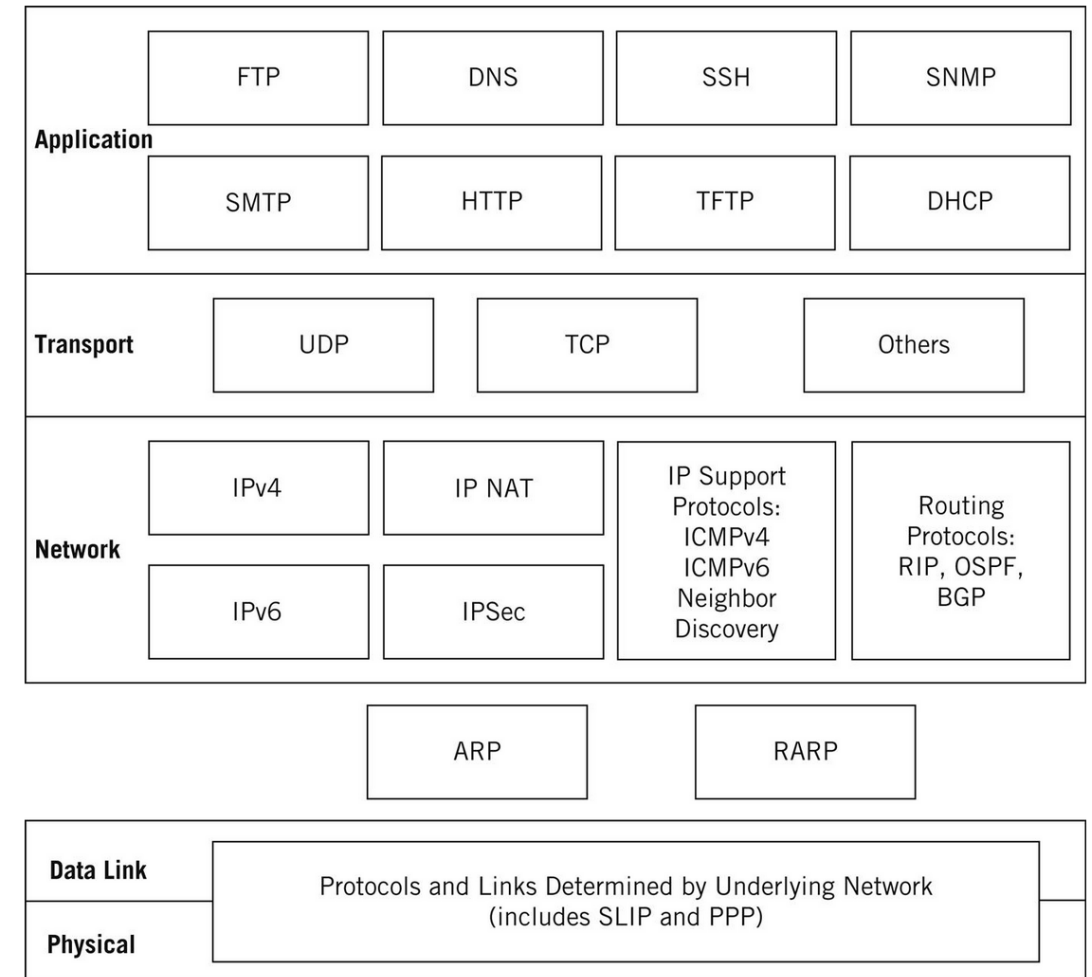 FTP
DNS
SSH
SNMP
Application
SMTP
HTTP
TFTP
DHCP
Transport
UDP
TCP
Others
IPv4
IP NAT
IP Support
Protocols:
ICMPv4
ICMPv6
Neighbor
Discovery
Routing
Protocols:
RIP, OSPF,
BGP
Network
IPv6
IPSec
ARP
RARP
Data Link
Protocols and Links Determined by Underlying Network
(includes SLIP and PPP)
Physical